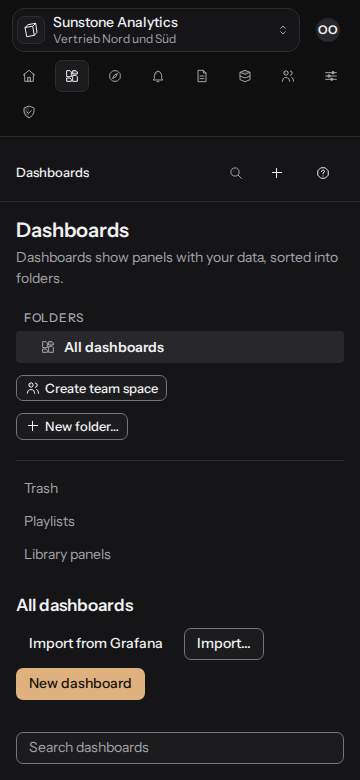 Sunstone Analytics
Vertrieb Nord und Süd
OO
Dashboards
Dashboards
Dashboards show panels with your data, sorted into
folders.
FOLDERS
All dashboards
Create team space
New folder...
Trash
Playlists
Library panels
All dashboards
Import from Grafana
Import...
New dashboard
Search dashboards